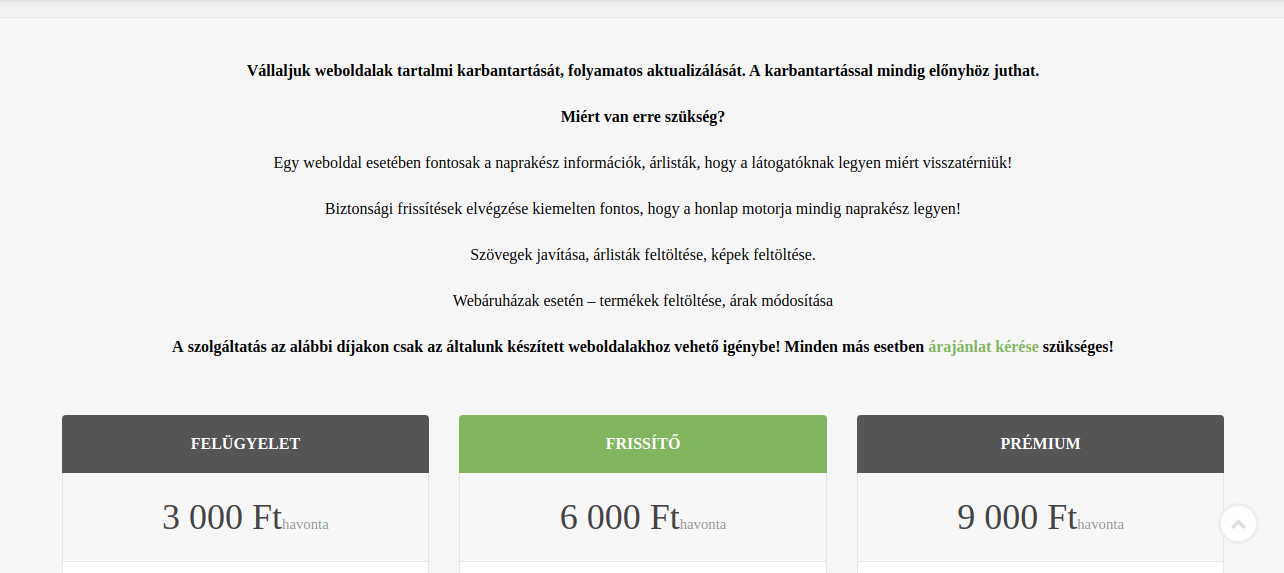 Vállaljuk weboldalak tartalmi karbantartását, folyamatos aktualizálását. A karbantartással mindig előnyhöz juthat.
Miért van erre szükség?
Egy weboldal esetében fontosak a naprakész információk, árlisták, hogy a látogatóknak legyen miért visszatérniük!
Biztonsági frissítések elvégzése kiemelten fontos, hogy a honlap motorja mindig naprakész legyen!
Szövegek javítása, árlisták feltöltése, képek feltöltése.
Webáruházak esetén – termékek feltöltése, árak módosítása
A szolgáltatás az alábbi díjakon csak az általunk készített weboldalakhoz vehető igénybe! Minden más esetben árajánlat kérése szükséges!
FELÜGYELET
3 000 Ft havonta
FRISSÍTŐ
6 000 Ft havonta
PRÉMIUM
9 000 Ft havonta